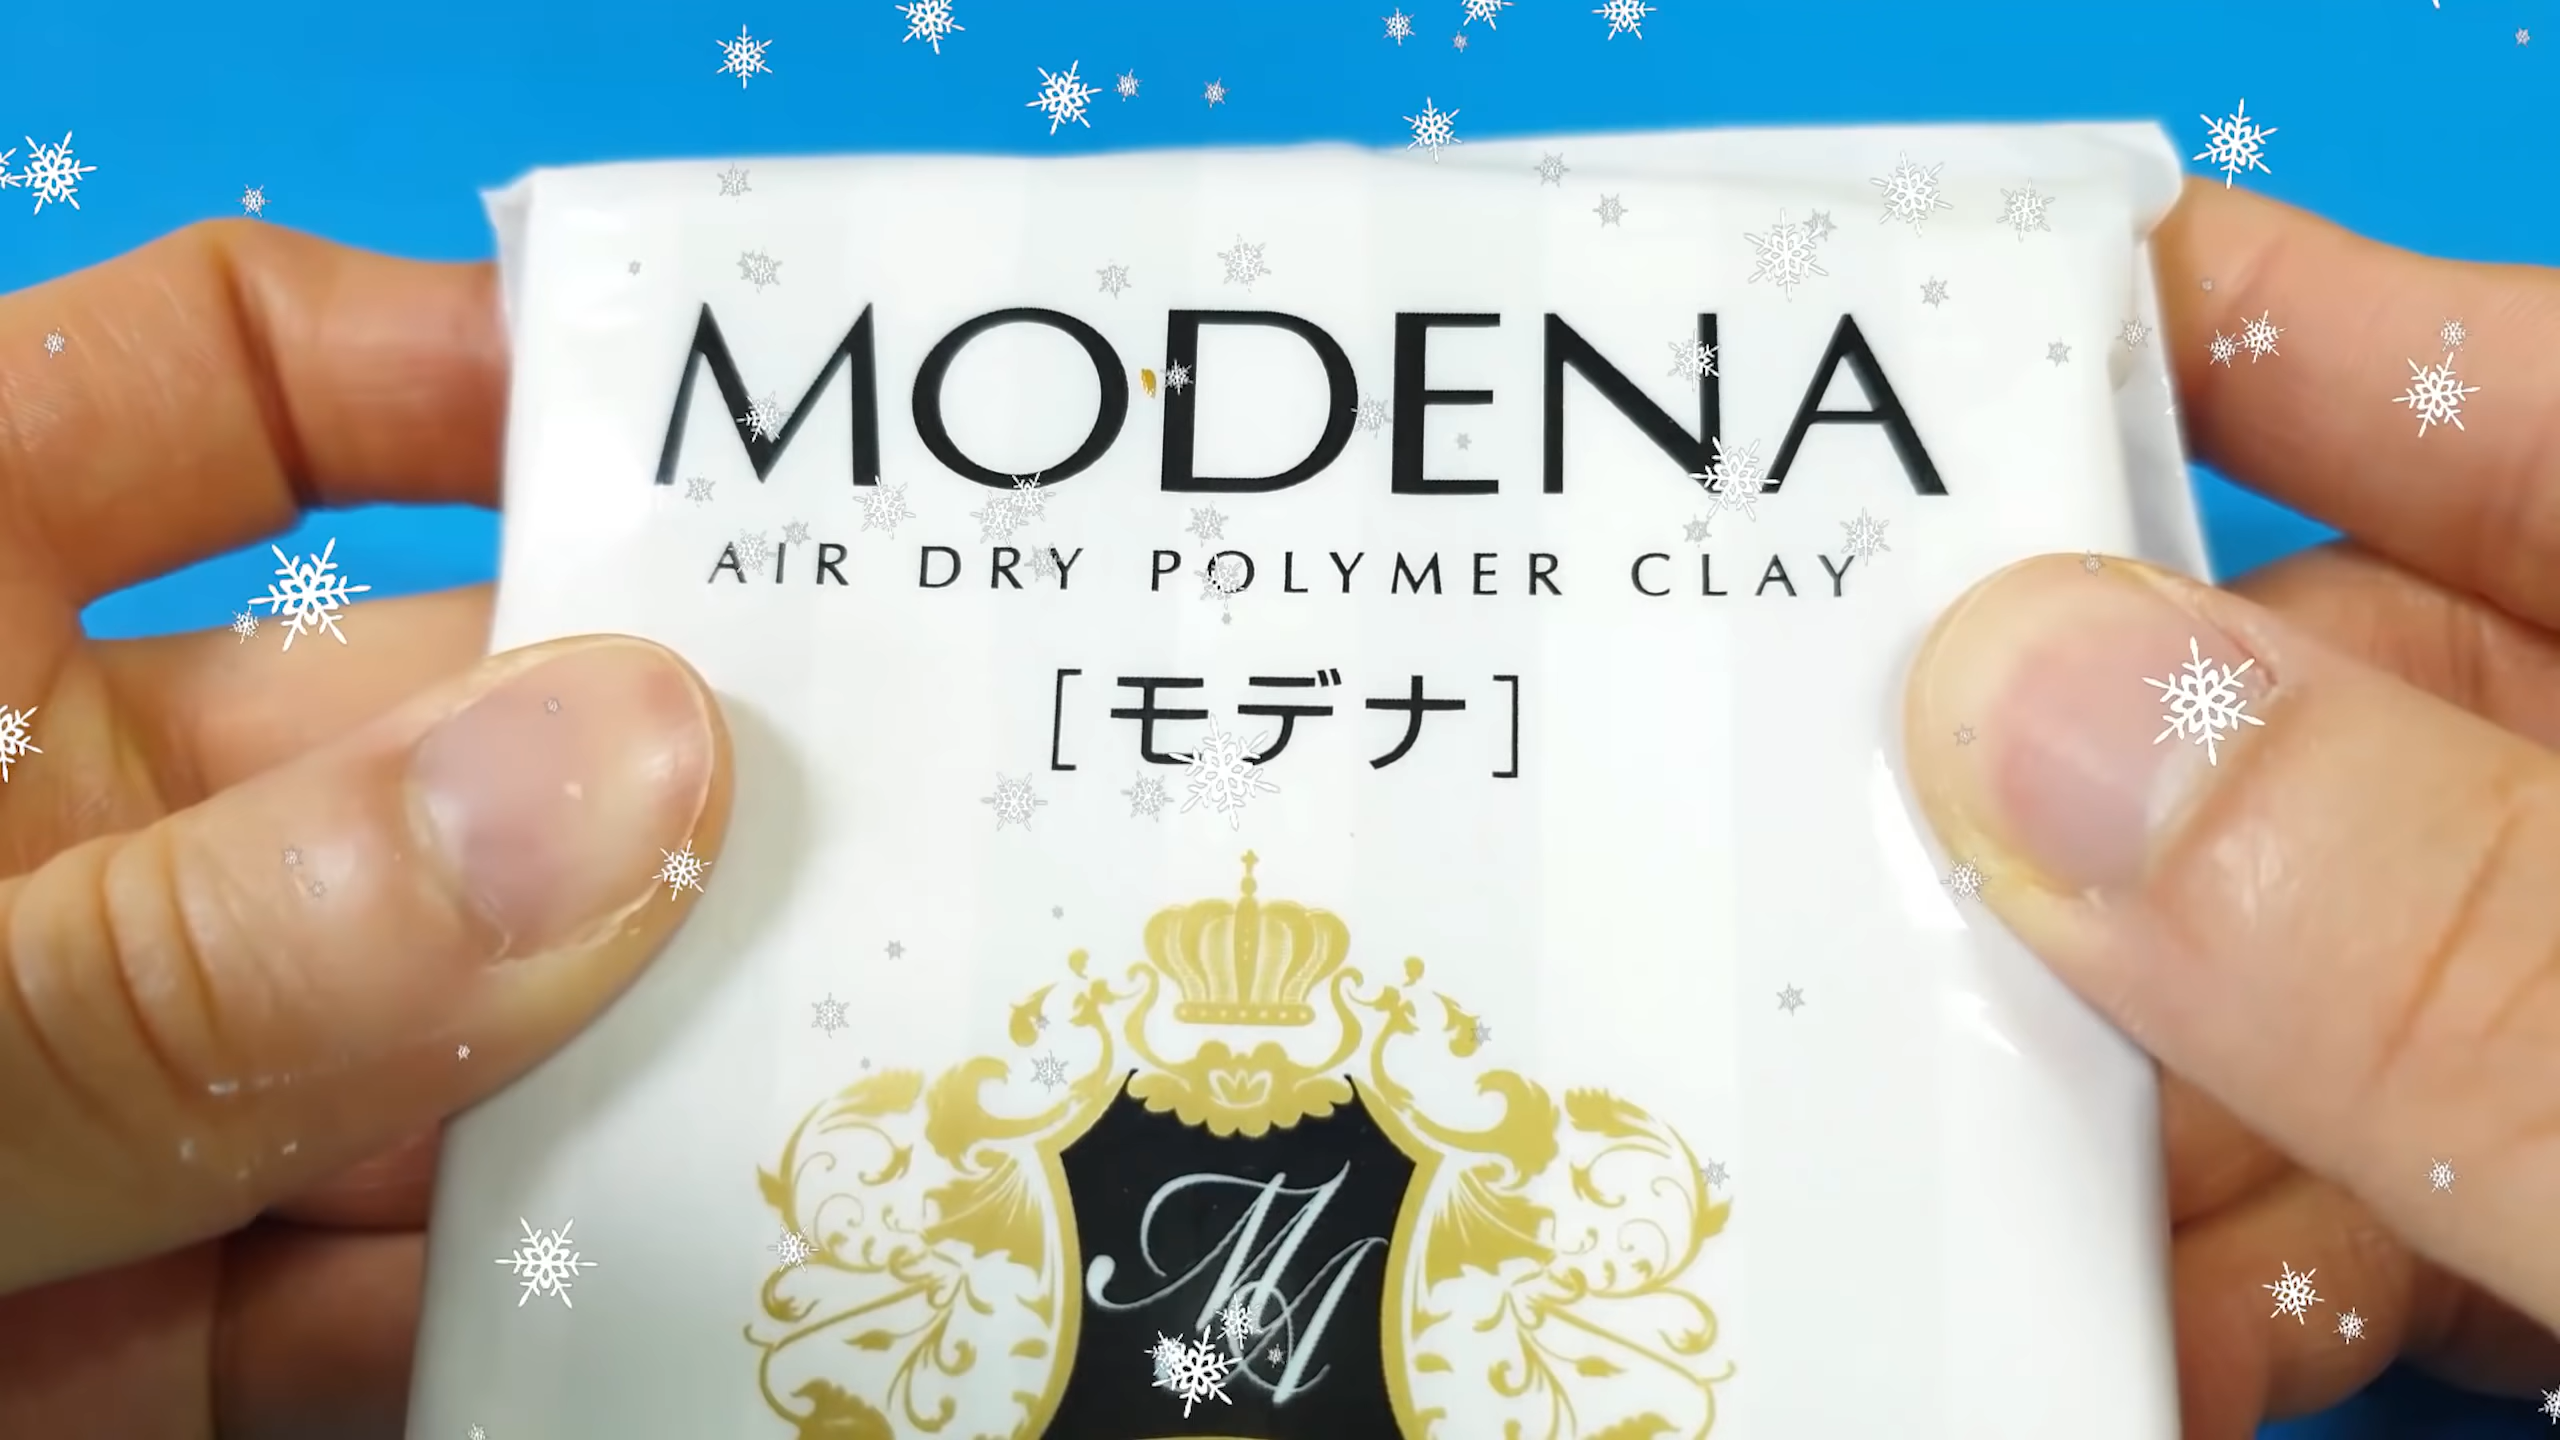 MODENA
AIR DRY POLYMER CLAY
[モデナ]